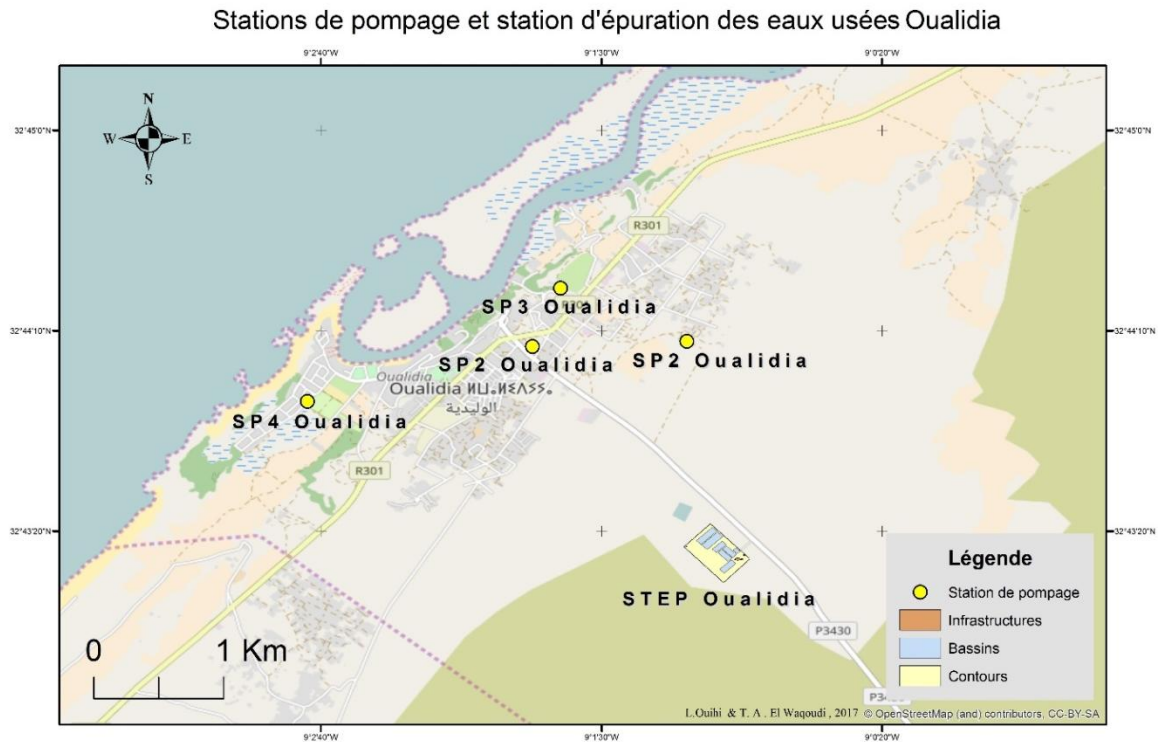 Stations de pompage et station d'épuration des eaux usées Oualidia
9°2'40"W 9°1'30"W 9°0'20"W
N
W E
S
32°45'0"N 32°45'0"N
R301
SP3 Oualidia
R301
32°44'10"N 32°44'10"N
SP2 Oualidia SP2 Oualidia
Oualidia
Oualidia ⵍⵡⴰⵍⵉⴷⵢⵢⴰ
الوليدية
SP4 Oualidia
R301
32°43'20"N 32°43'20"N
STEP Oualidia
P3430
Légende
Station de pompage
Infrastructures
Bassins
Contours
0 1 Km
L.Ouihi & T. A . El Waqoudi , 2017 © OpenStreetMap (and) contributors, CC-BY-SA
9°2'40"W 9°1'30"W 9°0'20"W